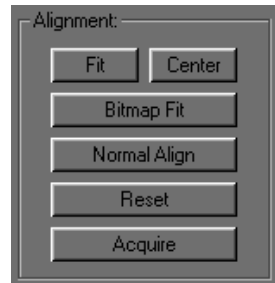 Alignment:
Fit Center
Bitmap Fit
Normal Align
Reset
Acquire